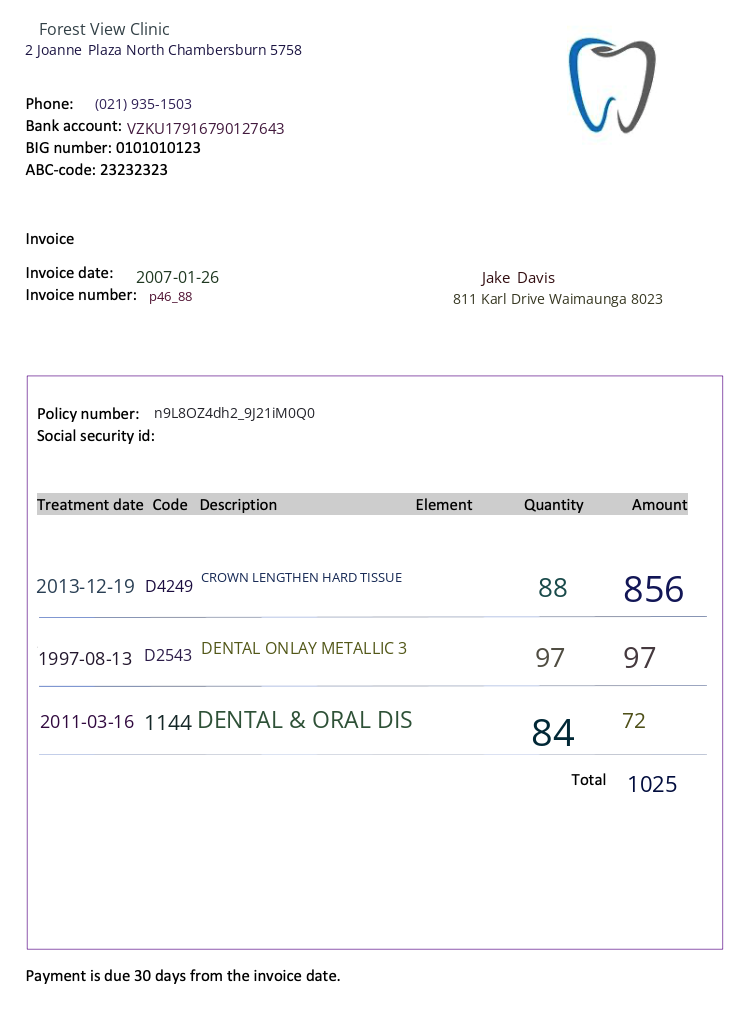 Forest View Clinic
2 Joanne Plaza North Chambersburn 5758
Phone: (021) 935-1503
Bank account: VZKU17916790127643
BIG number: 0101010123
ABC-code: 23232323
Invoice
Invoice date: 2007-01-26
Invoice number: p46_88
Jake Davis
811 Karl Drive Waimaunga 8023
Policy number: n9L8OZ4dh2_9J21iM0Q0
Social security id:
Treatment date Code Description Element Quantity Amount
2013-12-19 D4249 CROWN LENGTHEN HARD TISSUE 88 856
1997-08-13 D2543 DENTAL ONLAY METALLIC 3 97 97
2011-03-16 1144 DENTAL & ORAL DIS 84 72
Total 1025
Payment is due 30 days from the invoice date.